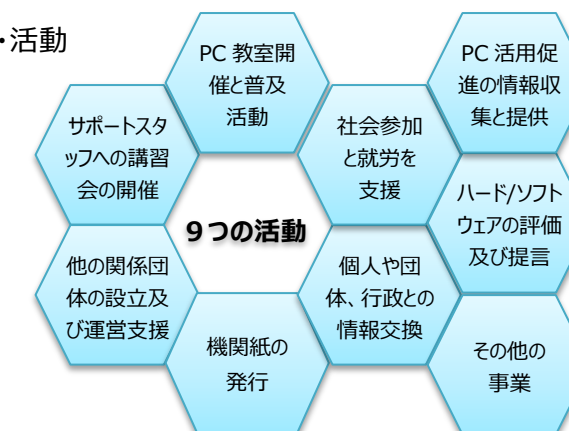 ・活動
PC 教室開
催と普及
活動
PC 活用促
進の情報収
集と提供
サポートスタ
ッフへの講習
会の開催
社会参加
と就労を
支援
ハード/ソフト
ウェアの評価
及び提言
9つの活動
他の関係団
体の設立及
び運営支援
個人や団
体、行政との
情報交換
機関紙の
発行
その他の
事業